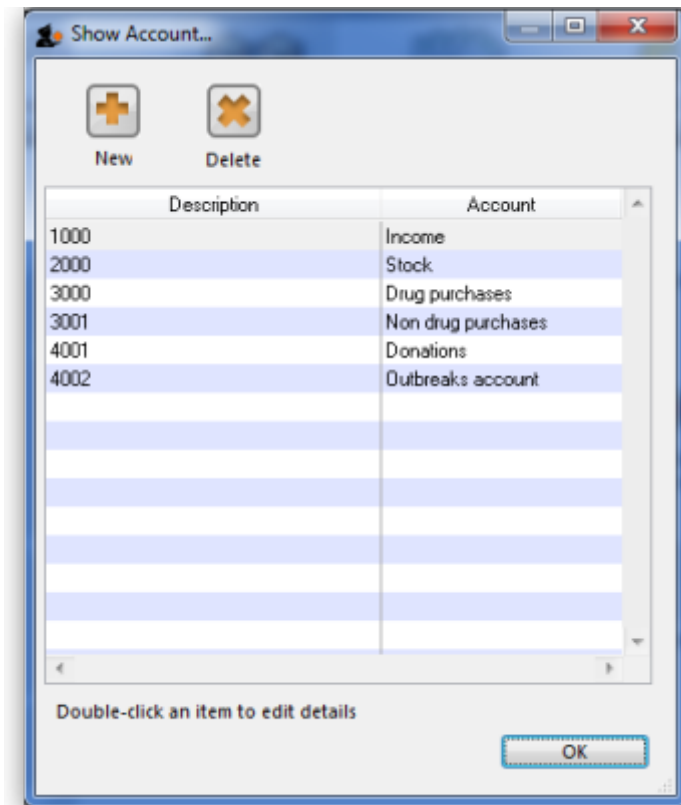 Show Account...
New Delete
Description Account
1000 Income
2000 Stock
3000 Drug purchases
3001 Non drug purchases
4001 Donations
4002 Outbreaks account
Double-click an item to edit details
OK